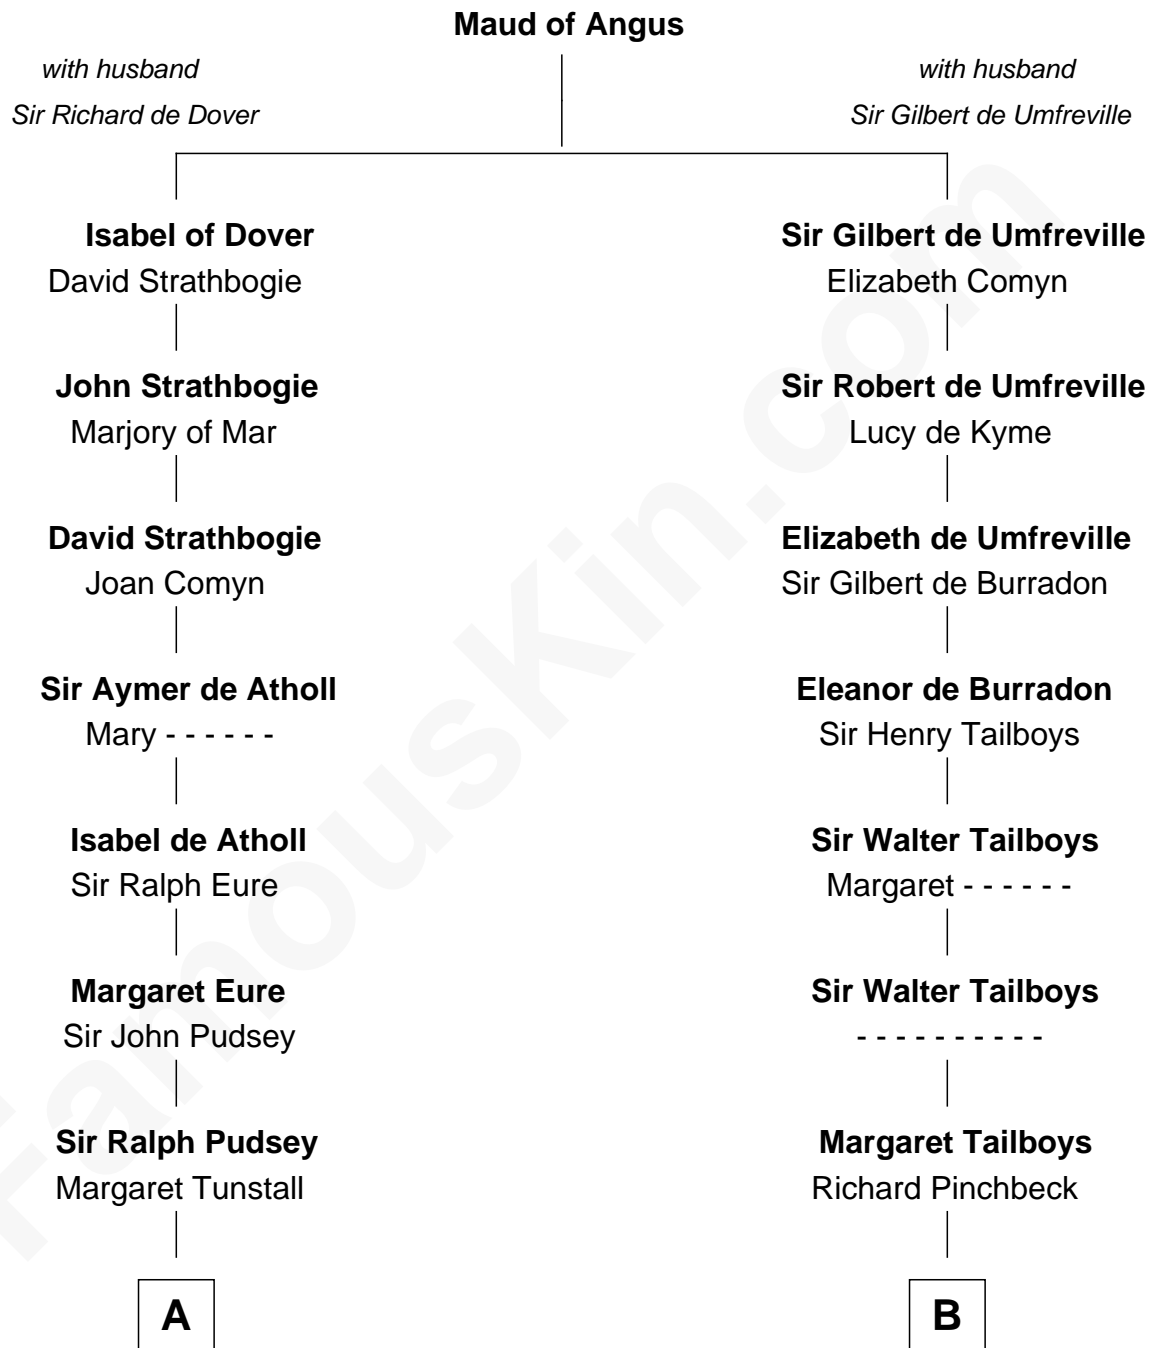 Maud of Angus
with husband
Sir Richard de Dover
with husband
Sir Gilbert de Umfreville
Isabel of Dover
David Strathbogie
Sir Gilbert de Umfreville
Elizabeth Comyn
John Strathbogie
Marjory of Mar
Sir Robert de Umfreville
Lucy de Kyme
David Strathbogie
Joan Comyn
Elizabeth de Umfreville
Sir Gilbert de Burradon
Sir Aymer de Atholl
Mary - - - - - -
Eleanor de Burradon
Sir Henry Tailboys
Isabel de Atholl
Sir Ralph Eure
Sir Walter Tailboys
Margaret - - - - - -
Margaret Eure
Sir John Pudsey
Sir Walter Tailboys
- - - - - - - - - -
Sir Ralph Pudsey
Margaret Tunstall
Margaret Tailboys
Richard Pinchbeck
A
B
FamousKin.com